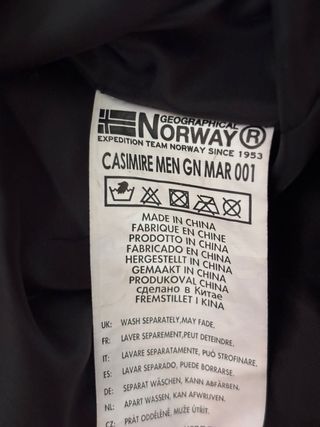 GEOGRAPHICAL
NORWAY®
EXPEDITION TEAM NORWAY SINCE 1953
CASIMIRE MEN GN MAR 001
MADE IN CHINA
FABRIQUE EN CHINE
PRODOTTO IN CHINA
FABRICADO EN CHINA
HERGESTELLT IN CHINA
GEMAAKT IN CHINA
PRODUKOVAL CHINA
сделано в Китае
FREMSTILLET I KINA
UK: WASH SEPARATELY,MAY FADE.
FR: LAVER SEPAREMENT,PEUT DETEINDRE.
IT: LAVARE SEPARATAMENTE, PUÓ STROFINARE.
ES: LAVAR SEPARADO, PUEDE BORRARSE.
DE: SEPARAT WÄSCHEN, KANN ABFÄRBEN.
NL: APART WASSEN, KAN AFWRIJVEN.
CZ: PRÁT ODDĚLENĚ, MUŽE ÚTŘÍT.